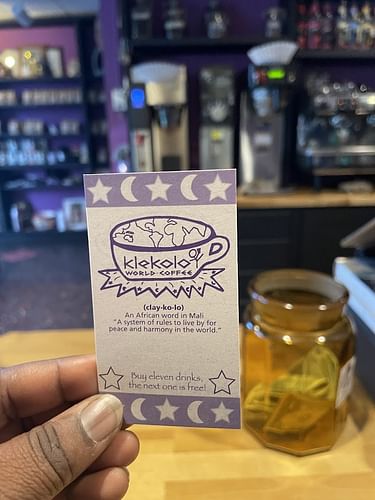 klekolo
WORLD COFFEE
(clay-ko-lo)
An African word in Mali
"A system of rules to live by for
peace and harmony in the world."
Buy eleven drinks,
the next one is free!